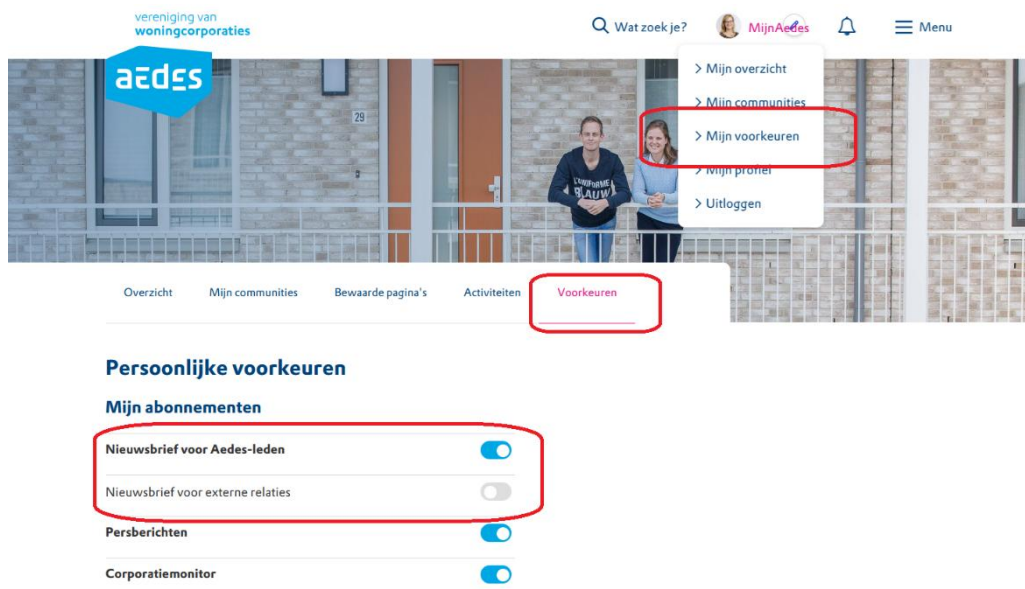 vereniging van
woningcorporaties
aedes
Wat zoek je?
MijnAedes
Menu
> Mijn overzicht
> Mijn communities
> Mijn voorkeuren
> Mijn profiel
> Uitloggen
29
BLAUW
Overzicht
Mijn communities
Bewaarde pagina's
Activiteiten
Voorkeuren
Persoonlijke voorkeuren
Mijn abonnementen
Nieuwsbrief voor Aedes-leden
Nieuwsbrief voor externe relaties
Persberichten
Corporatiemonitor